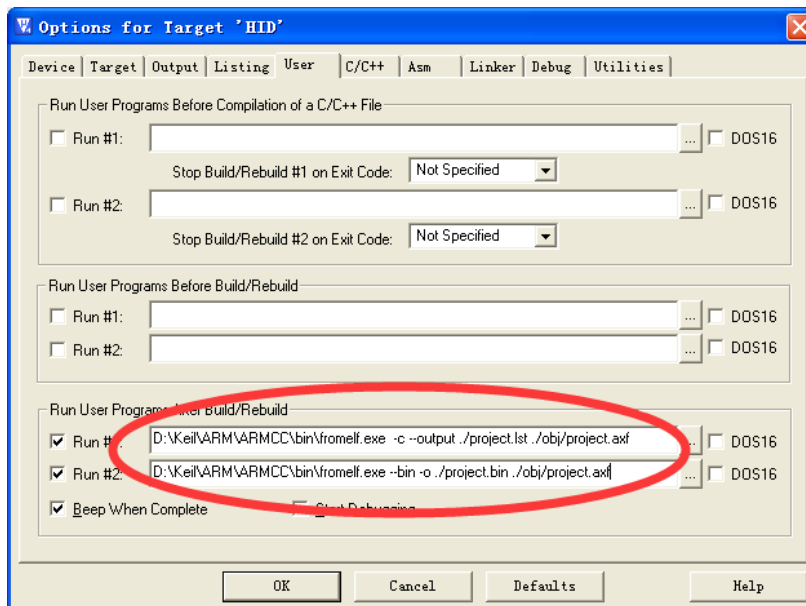 Options for Target 'HID'
Device Target Output Listing User C/C++ Asm Linker Debug Utilities
Run User Programs Before Compilation of a C/C++ File
Run #1: ... DOS16
Stop Build/Rebuild #1 on Exit Code: Not Specified
Run #2: ... DOS16
Stop Build/Rebuild #2 on Exit Code: Not Specified
Run User Programs Before Build/Rebuild
Run #1: ... DOS16
Run #2: ... DOS16
Run User Programs After Build/Rebuild
Run #1: D:\Keil\ARM\ARMCC\bin\fromelf.exe -c --output ./project.lst ./obj/project.axf ... DOS16
Run #2: D:\Keil\ARM\ARMCC\bin\fromelf.exe --bin -o ./project.bin ./obj/project.axf ... DOS16
Beep When Complete Start Debugging
OK Cancel Defaults Help